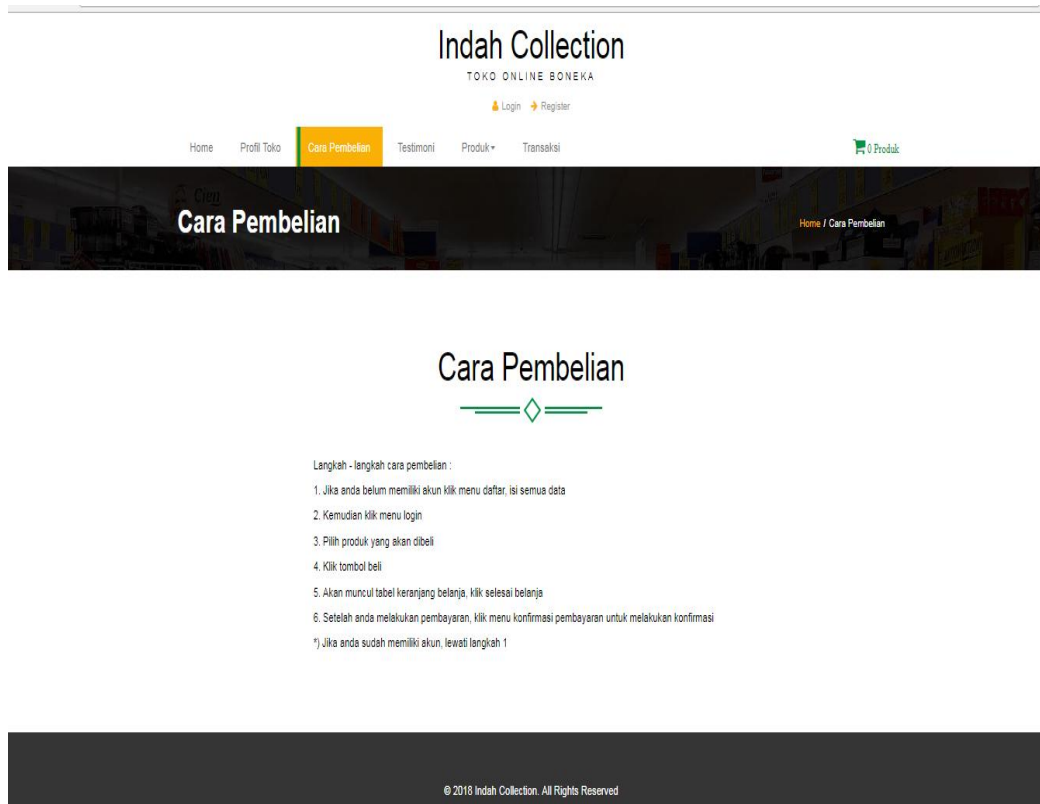 Indah Collection
TOKO ONLINE BONEKA
Login Register
Home Profil Toko Cara Pembelian Testimoni Produk Transaksi 0 Produk
Cien
Cara Pembelian
Home / Cara Pembelian
Cara Pembelian
Langkah - langkah cara pembelian :
1. Jika anda belum memiliki akun klik menu daftar, isi semua data
2. Kemudian klik menu login
3. Pilih produk yang akan dibeli
4. Klik tombol beli
5. Akan muncul tabel keranjang belanja, klik selesai belanja
6. Setelah anda melakukan pembayaran, klik menu konfirmasi pembayaran untuk melakukan konfirmasi
*) Jika anda sudah memiliki akun, lewati langkah 1
© 2018 Indah Collection. All Rights Reserved